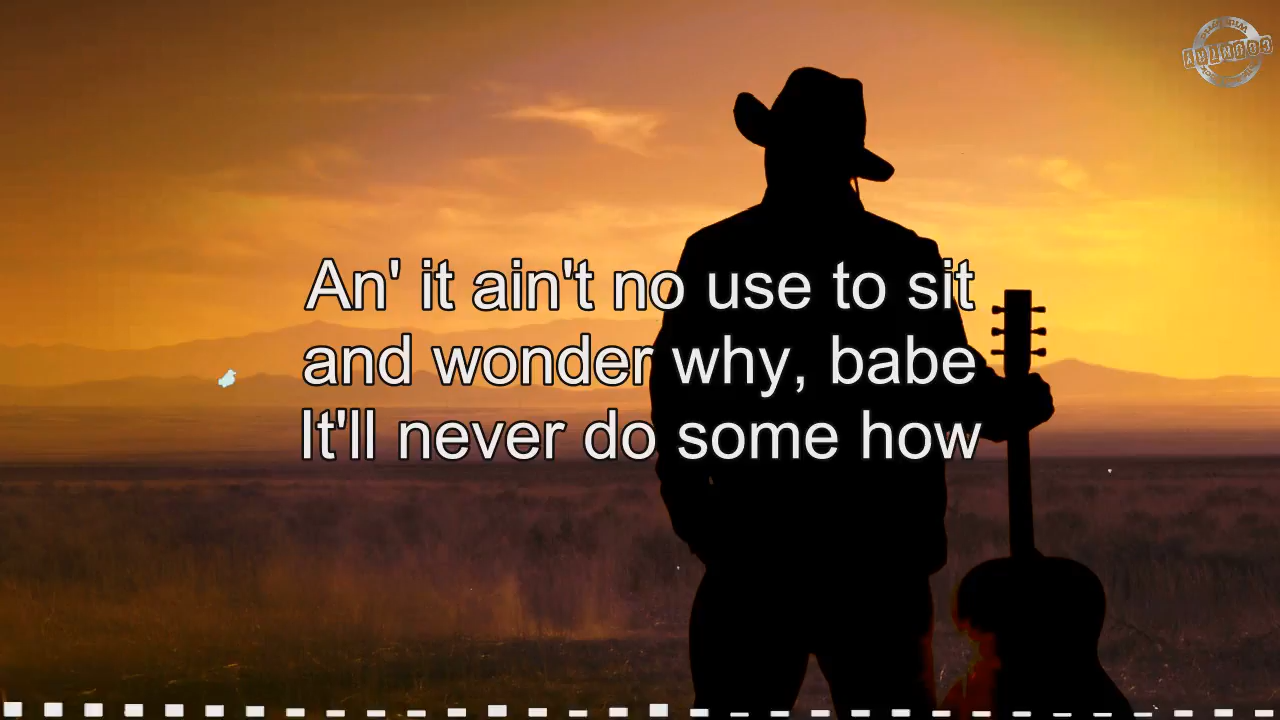 An' it ain't no use to sit
and wonder why, babe
It'll never do some how